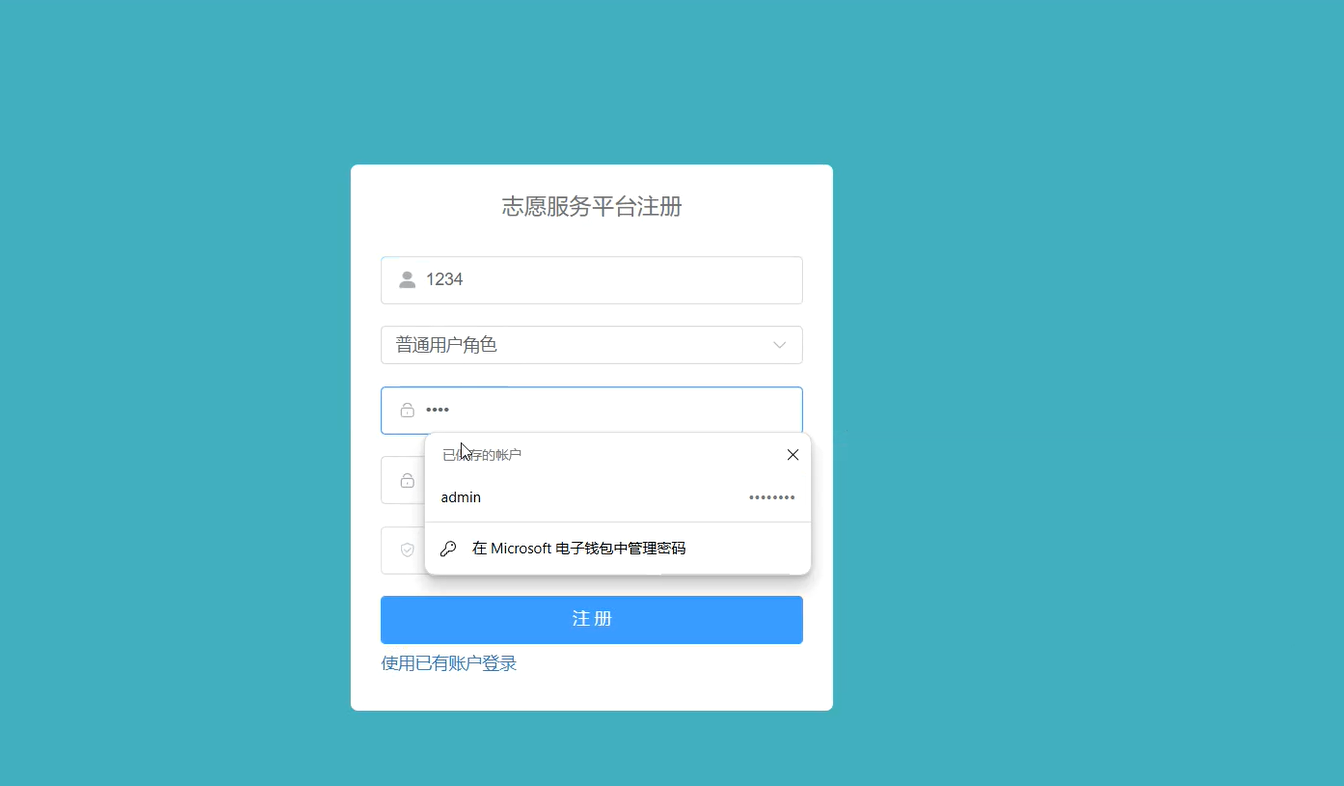 志愿服务平台注册
1234
普通用户角色
••••
已保存的帐户
admin ••••••••
在 Microsoft 电子钱包中管理密码
注 册
使用已有账户登录